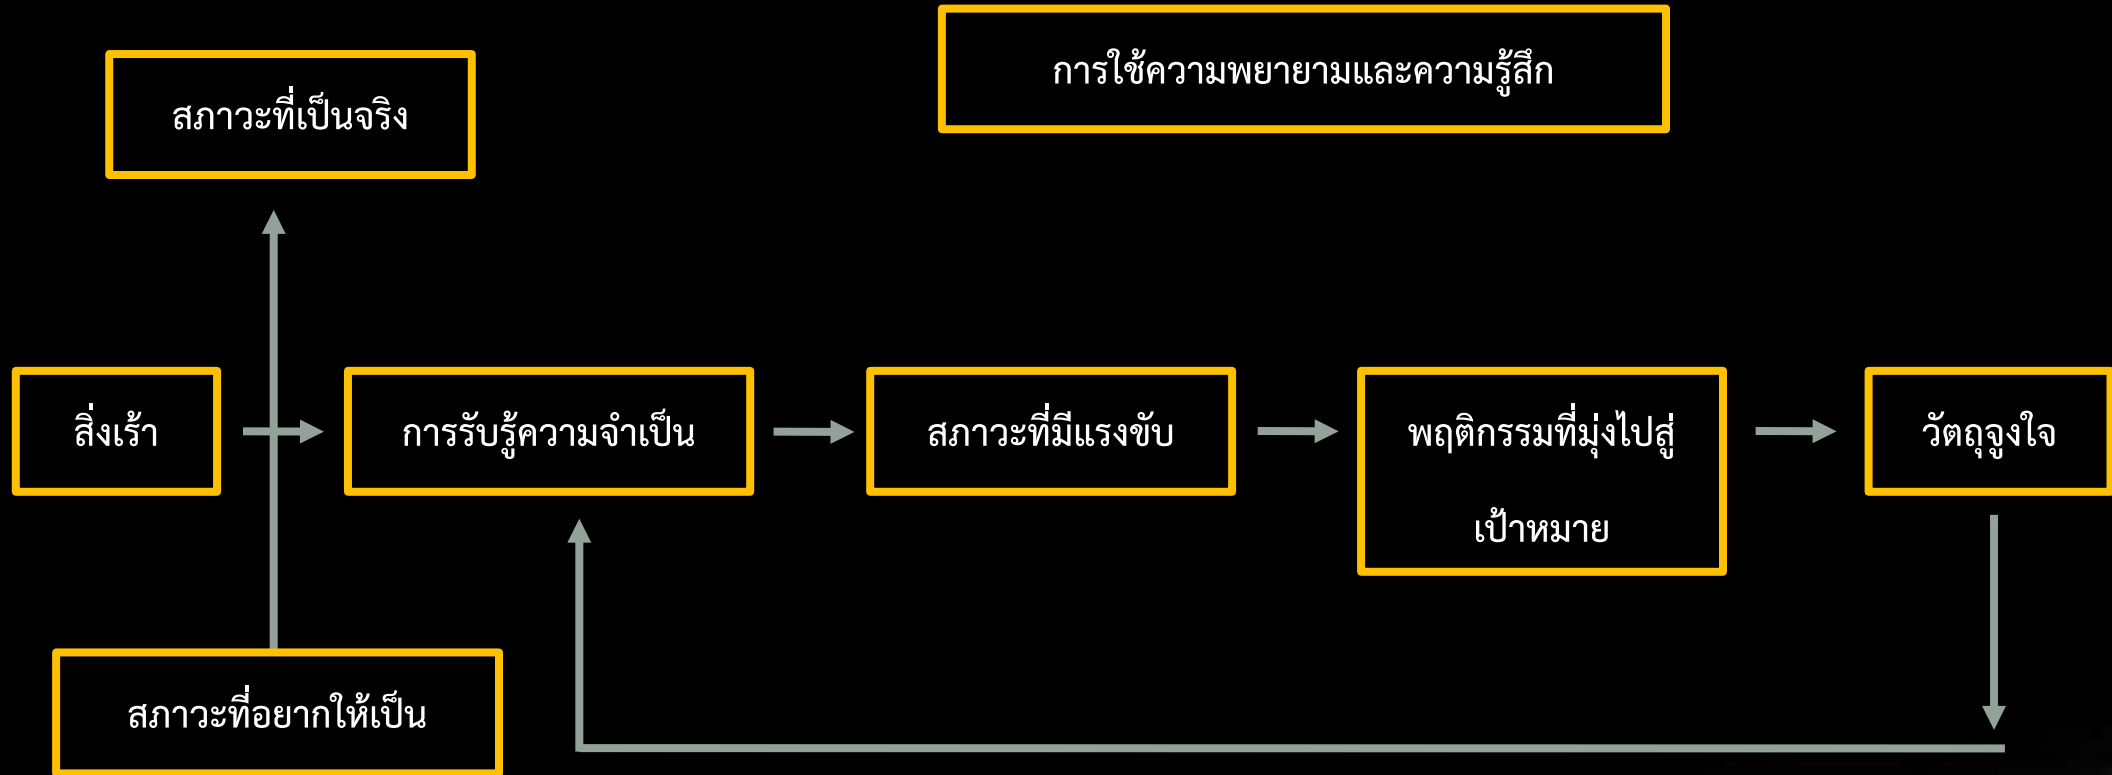 การใช้ความพยายามและความรู้สึก
สภาวะที่เป็นจริง
สิ่งเร้า
การรับรู้ความจำเป็น
สภาวะที่มีแรงขับ
พฤติกรรมที่มุ่งไปสู่
เป้าหมาย
วัตถุจูงใจ
สภาวะที่อยากให้เป็น